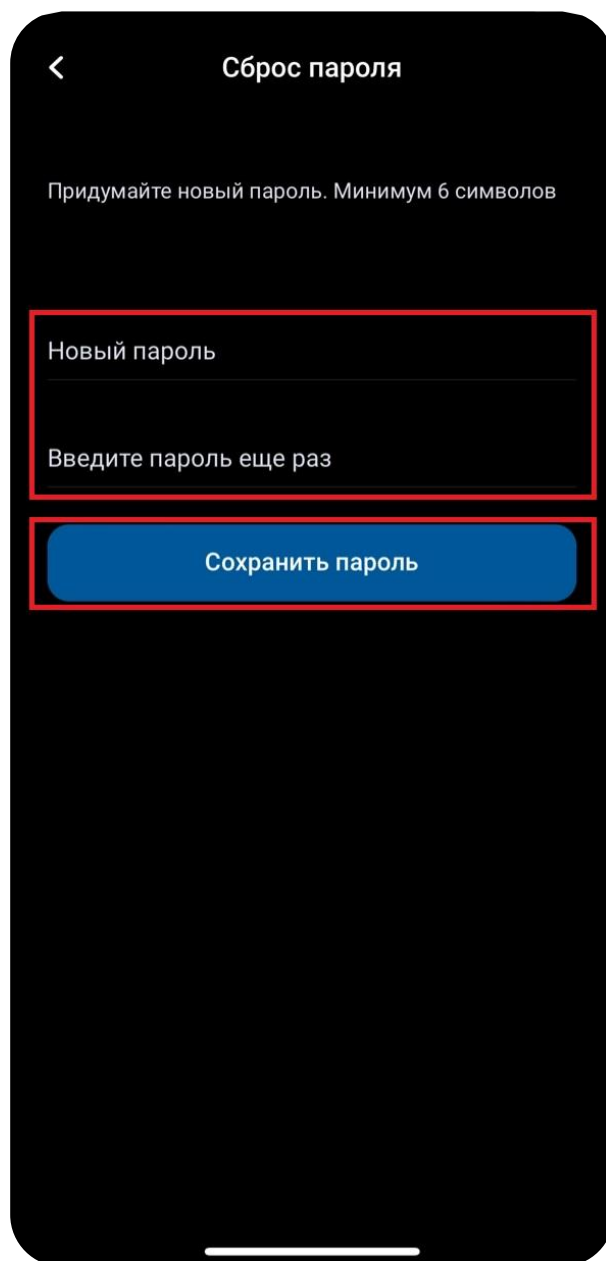 Сброс пароля
Придумайте новый пароль. Минимум 6 символов
Новый пароль
Введите пароль еще раз
Сохранить пароль